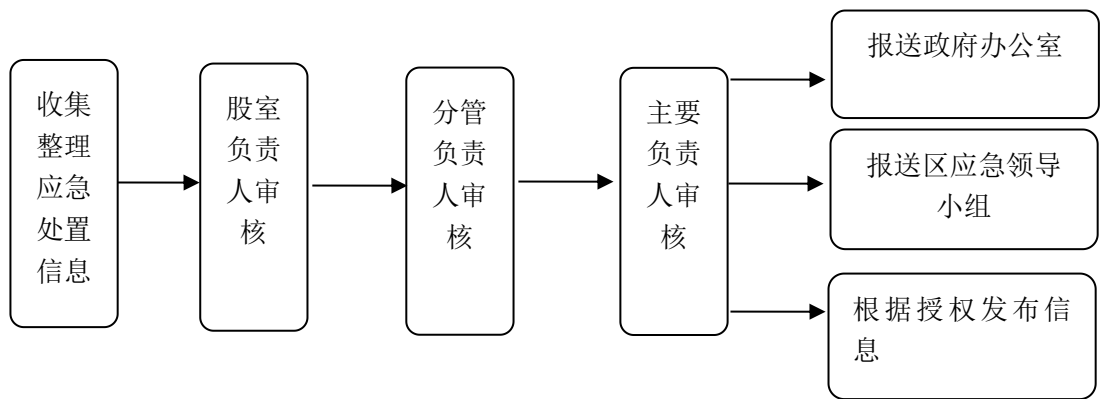 收集
整理
应急
处置
信息
股室
负责
人审
核
分管
负责
人审
核
主要
负责
人审
核
报送政府办公室
报送区应急领导
小组
根据授权发布信
息